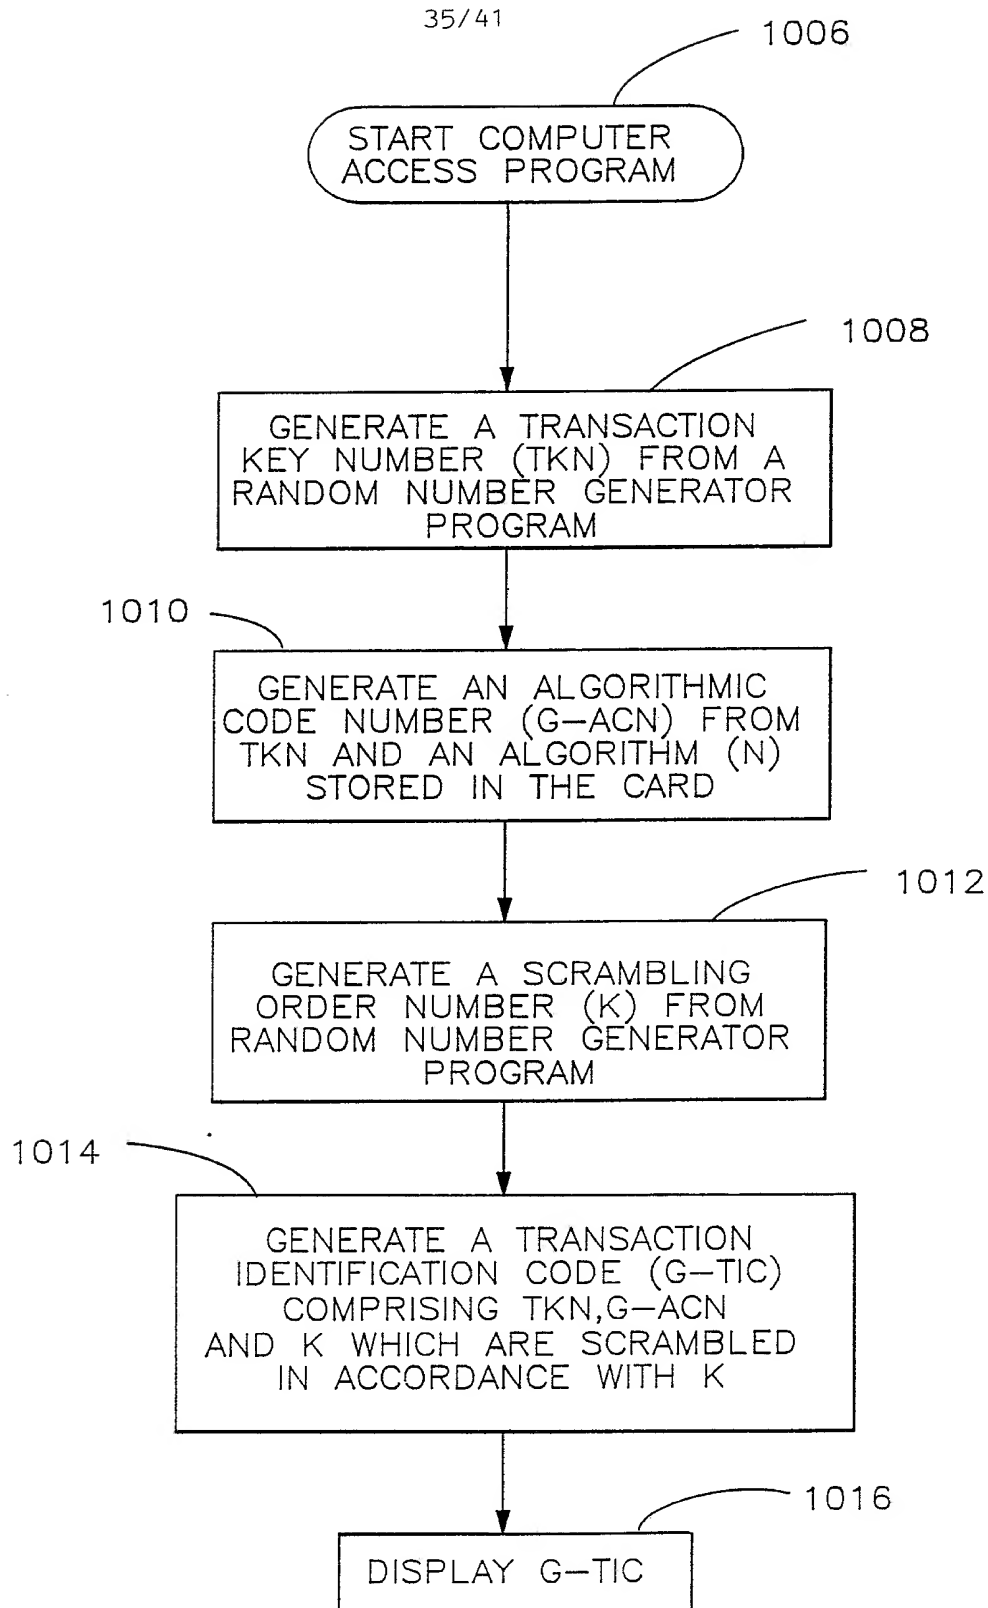 35/41
1006
START COMPUTER
ACCESS PROGRAM
1008
GENERATE A TRANSACTION
KEY NUMBER (TKN) FROM A
RANDOM NUMBER GENERATOR
PROGRAM
1010
GENERATE AN ALGORITHMIC
CODE NUMBER (G-ACN) FROM
TKN AND AN ALGORITHM (N)
STORED IN THE CARD
1012
GENERATE A SCRAMBLING
ORDER NUMBER (K) FROM
RANDOM NUMBER GENERATOR
PROGRAM
1014
GENERATE A TRANSACTION
IDENTIFICATION CODE (G-TIC)
COMPRISING TKN,G-ACN
AND K WHICH ARE SCRAMBLED
IN ACCORDANCE WITH K
1016
DISPLAY G-TIC